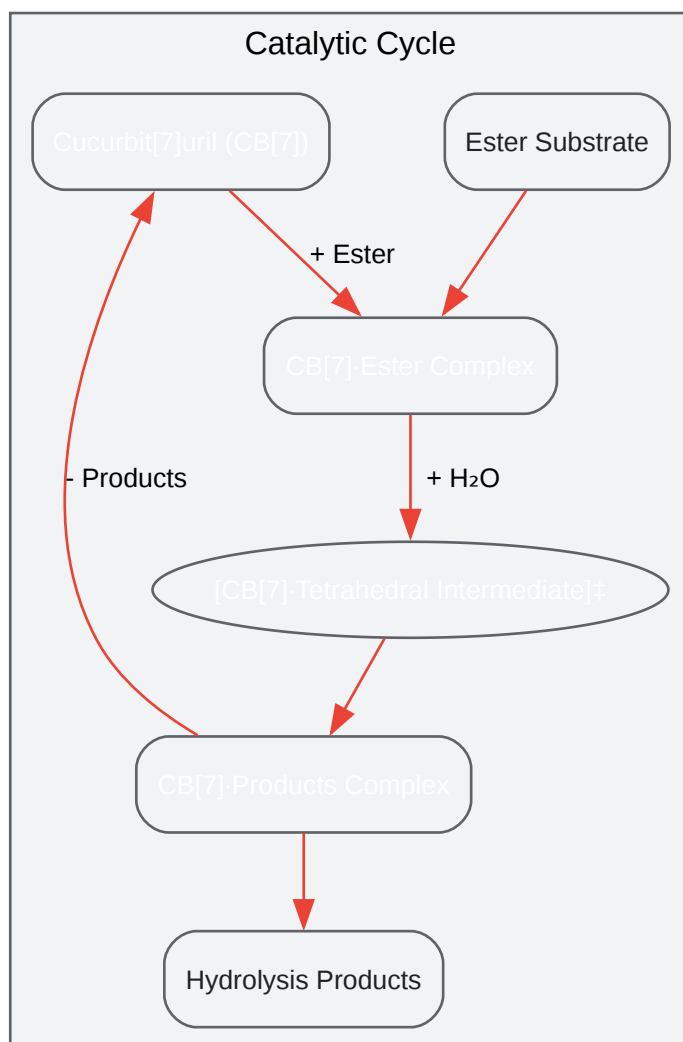 Catalytic Cycle
Cucurbit[7]uril (CB[7])
Ester Substrate
+ Ester
CB[7]·Ester Complex
- Products
+ H₂O
[CB[7]·Tetrahedral Intermediate]‡
CB[7]·Products Complex
Hydrolysis Products